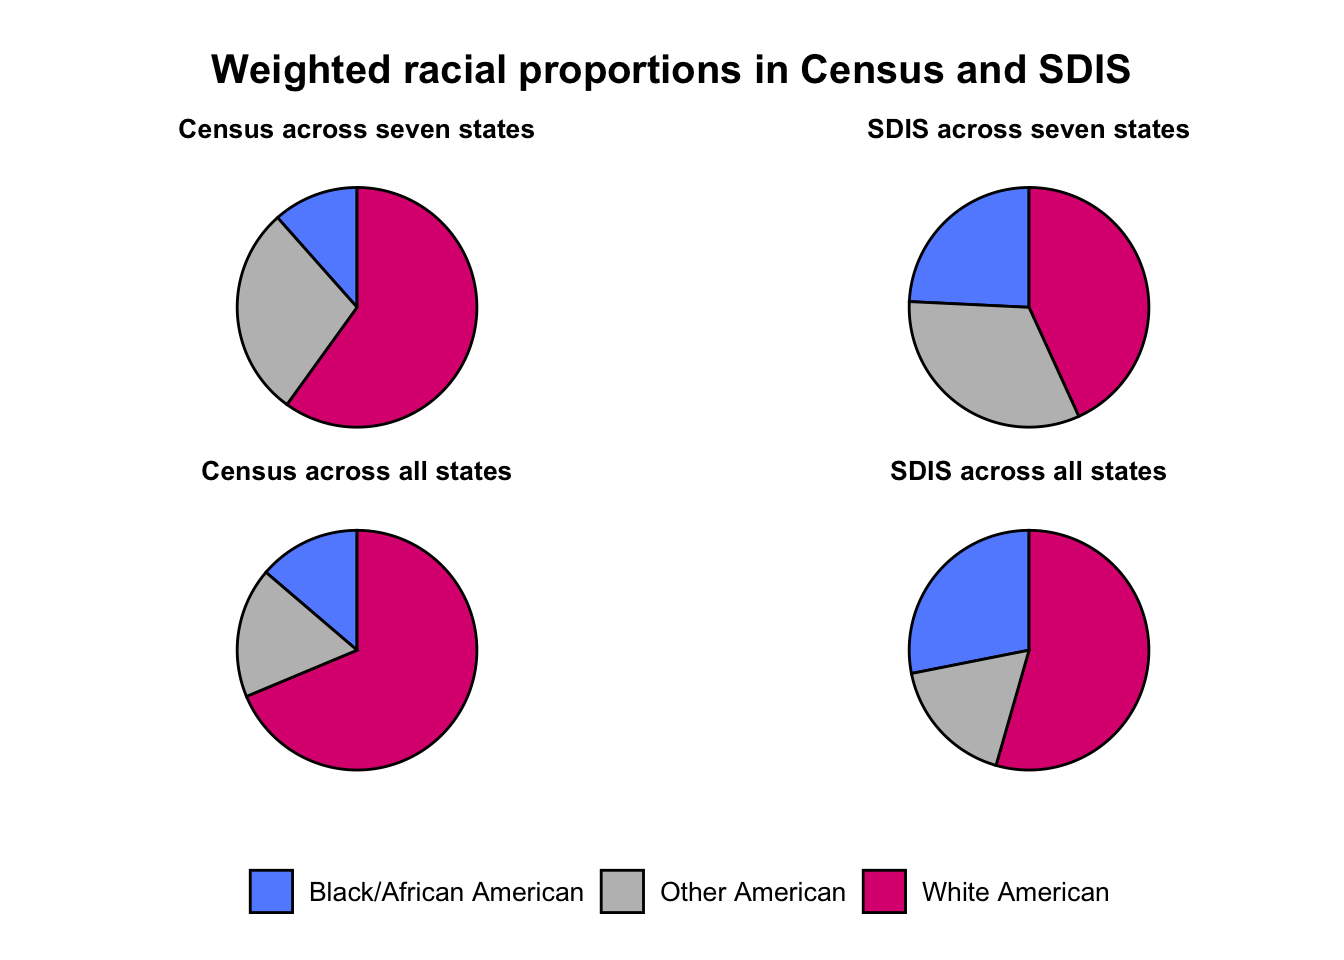 Weighted racial proportions in Census and SDIS
Census across seven states
SDIS across seven states
Census across all states
SDIS across all states
Black/African American
Other American
White American